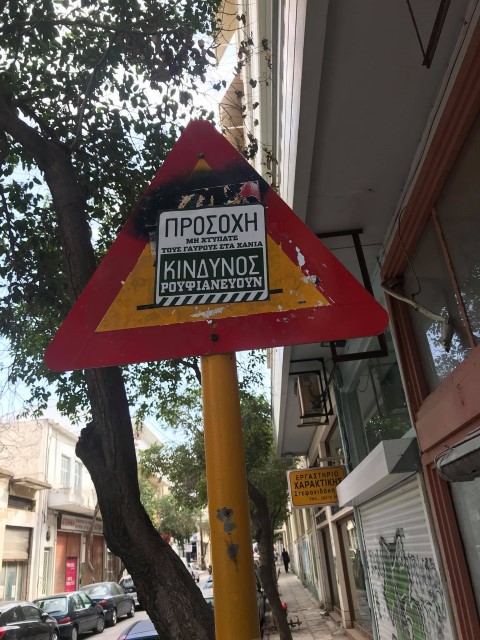 ΠΡΟΣΟΧΗ
ΜΗ ΧΤΥΠΑΤΕ
ΤΟΥΣ ΓΑΥΡΟΥΣ ΣΤΑ ΧΑΝΙΑ
ΚΙΝΔΥΝΟΣ
ΡΟΥΦΙΑΝΕΥΟΥΝ
ΕΡΓΑΣΤΗΡΙΟ
ΧΑΡΑΚΤΙΚΗΣ